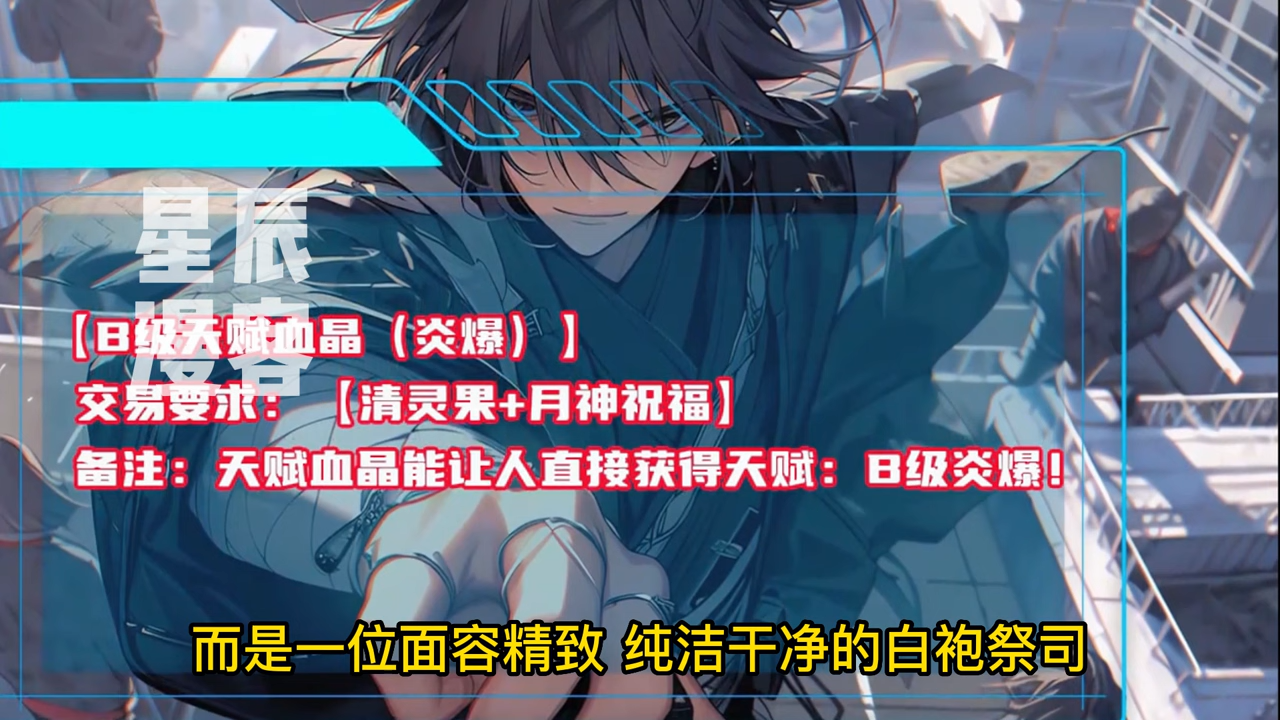 星辰
漫客
【B级天赋血晶（炎爆）】
交易要求：【清灵果+月神祝福】
备注：天赋血晶能让人直接获得天赋：B级炎爆！
而是一位面容精致 纯洁干净的白袍祭司